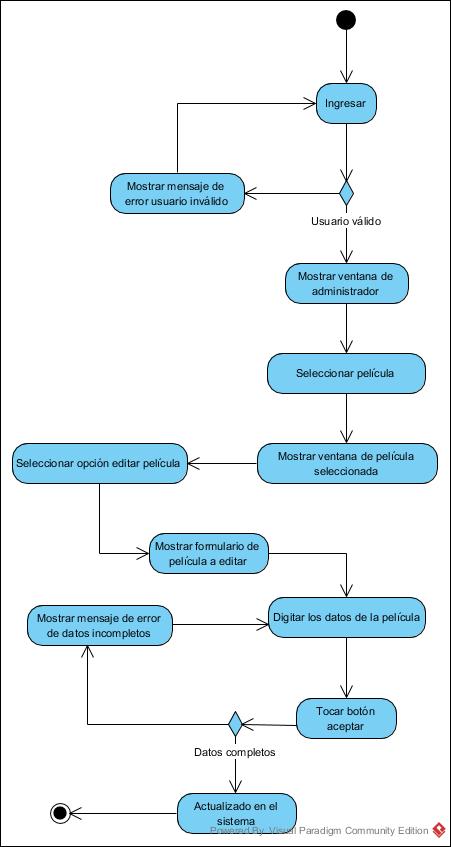 Ingresar
Mostrar mensaje de
error usuario inválido
Usuario válido
Mostrar ventana de
administrador
Seleccionar película
Mostrar ventana de película
seleccionada
Seleccionar opción editar película
Mostrar formulario de
película a editar
Digitar los datos de la película
Mostrar mensaje de error
de datos incompletos
Tocar botón
aceptar
Datos completos
Actualizado en el
sistema
Powered By Visual Paradigm Community Edition